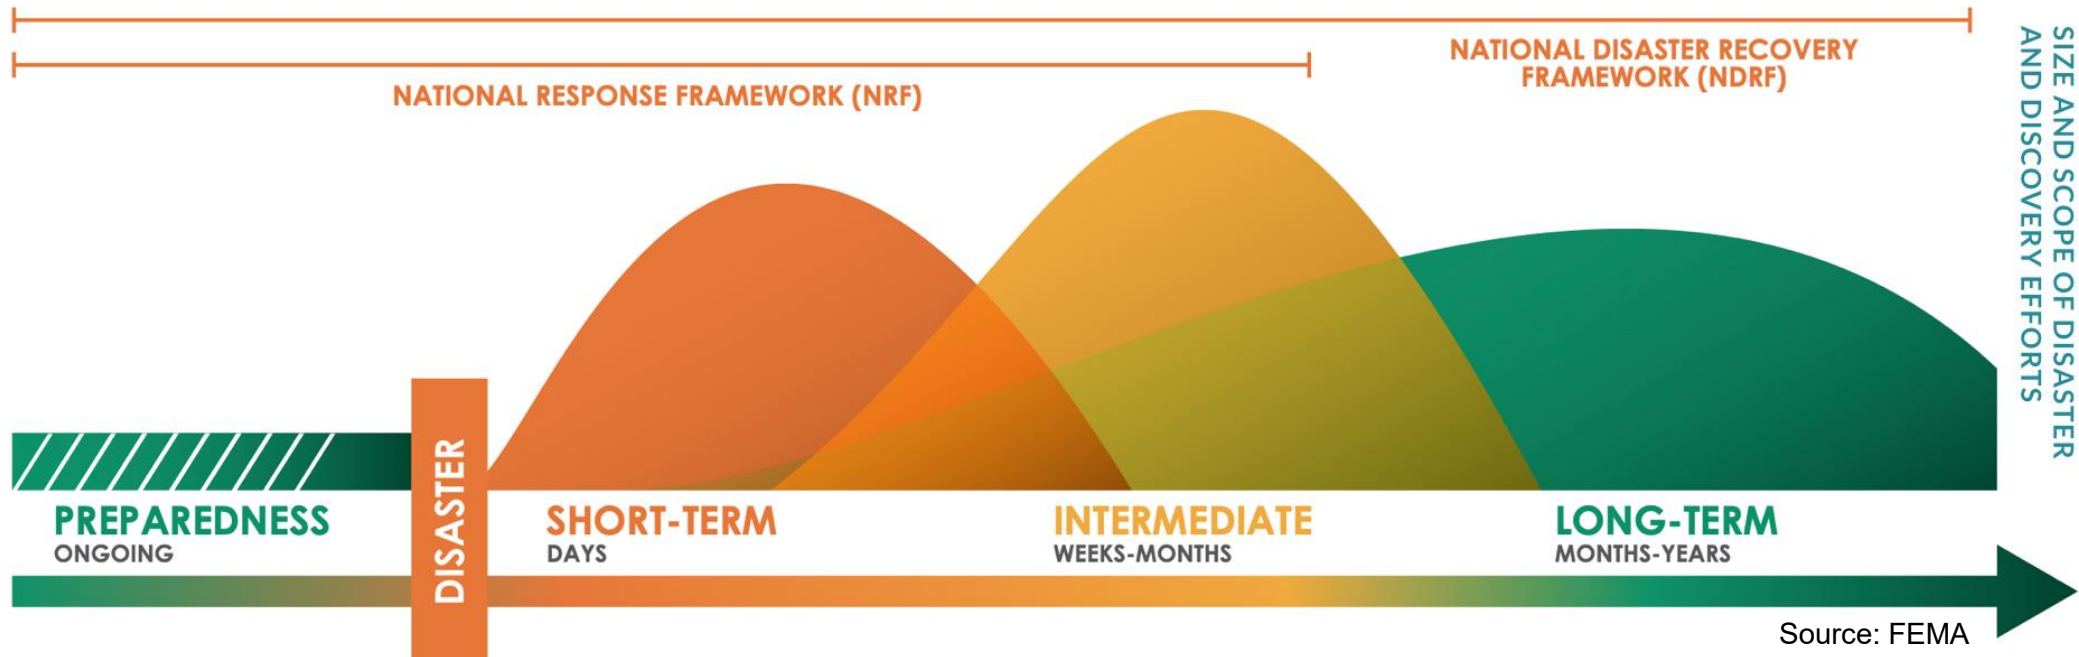 NATIONAL DISASTER RECOVERY
FRAMEWORK (NDRF)
NATIONAL RESPONSE FRAMEWORK (NRF)
SIZE AND SCOPE OF DISASTER
AND DISCOVERY EFFORTS
DISASTER
PREPAREDNESS
ONGOING
SHORT-TERM
DAYS
INTERMEDIATE
WEEKS-MONTHS
LONG-TERM
MONTHS-YEARS
Source: FEMA